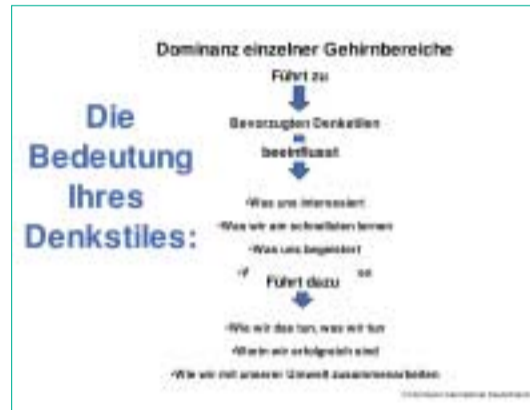 Dominanz einzelner Gehirnbereiche
Führt zu
Die
Bedeutung
Ihres
Denkstiles:
Bevorzugten Denkstilen
beeinflusst
•Was uns interessiert
•Was wir am schnellsten lernen
•Was uns begeistert
Führt dazu
•Wie wir das tun, was wir tun
•Worin wir erfolgreich sind
•Wie wir mit unserer Umwelt zusammenarbeiten